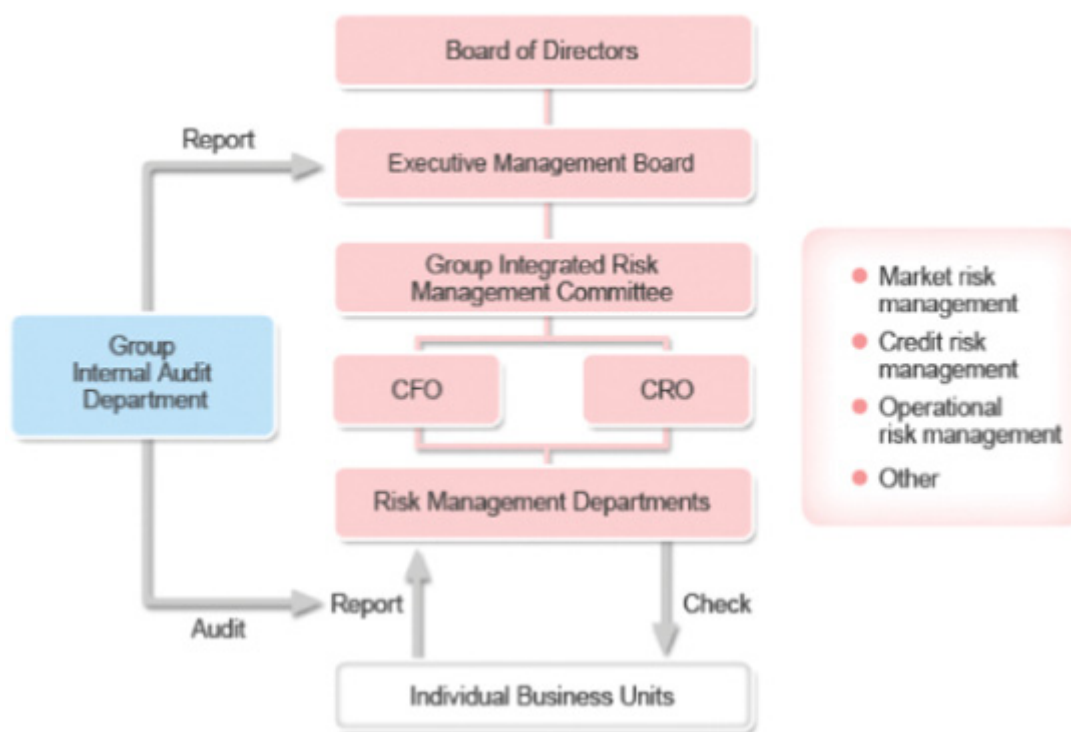 Board of Directors
Report
Executive Management Board
Group Integrated Risk
Management Committee
Group
Internal Audit
Department
CFO
CRO
Risk Management Departments
Report
Check
Audit
Individual Business Units
Market risk
management
Credit risk
management
Operational
risk management
Other